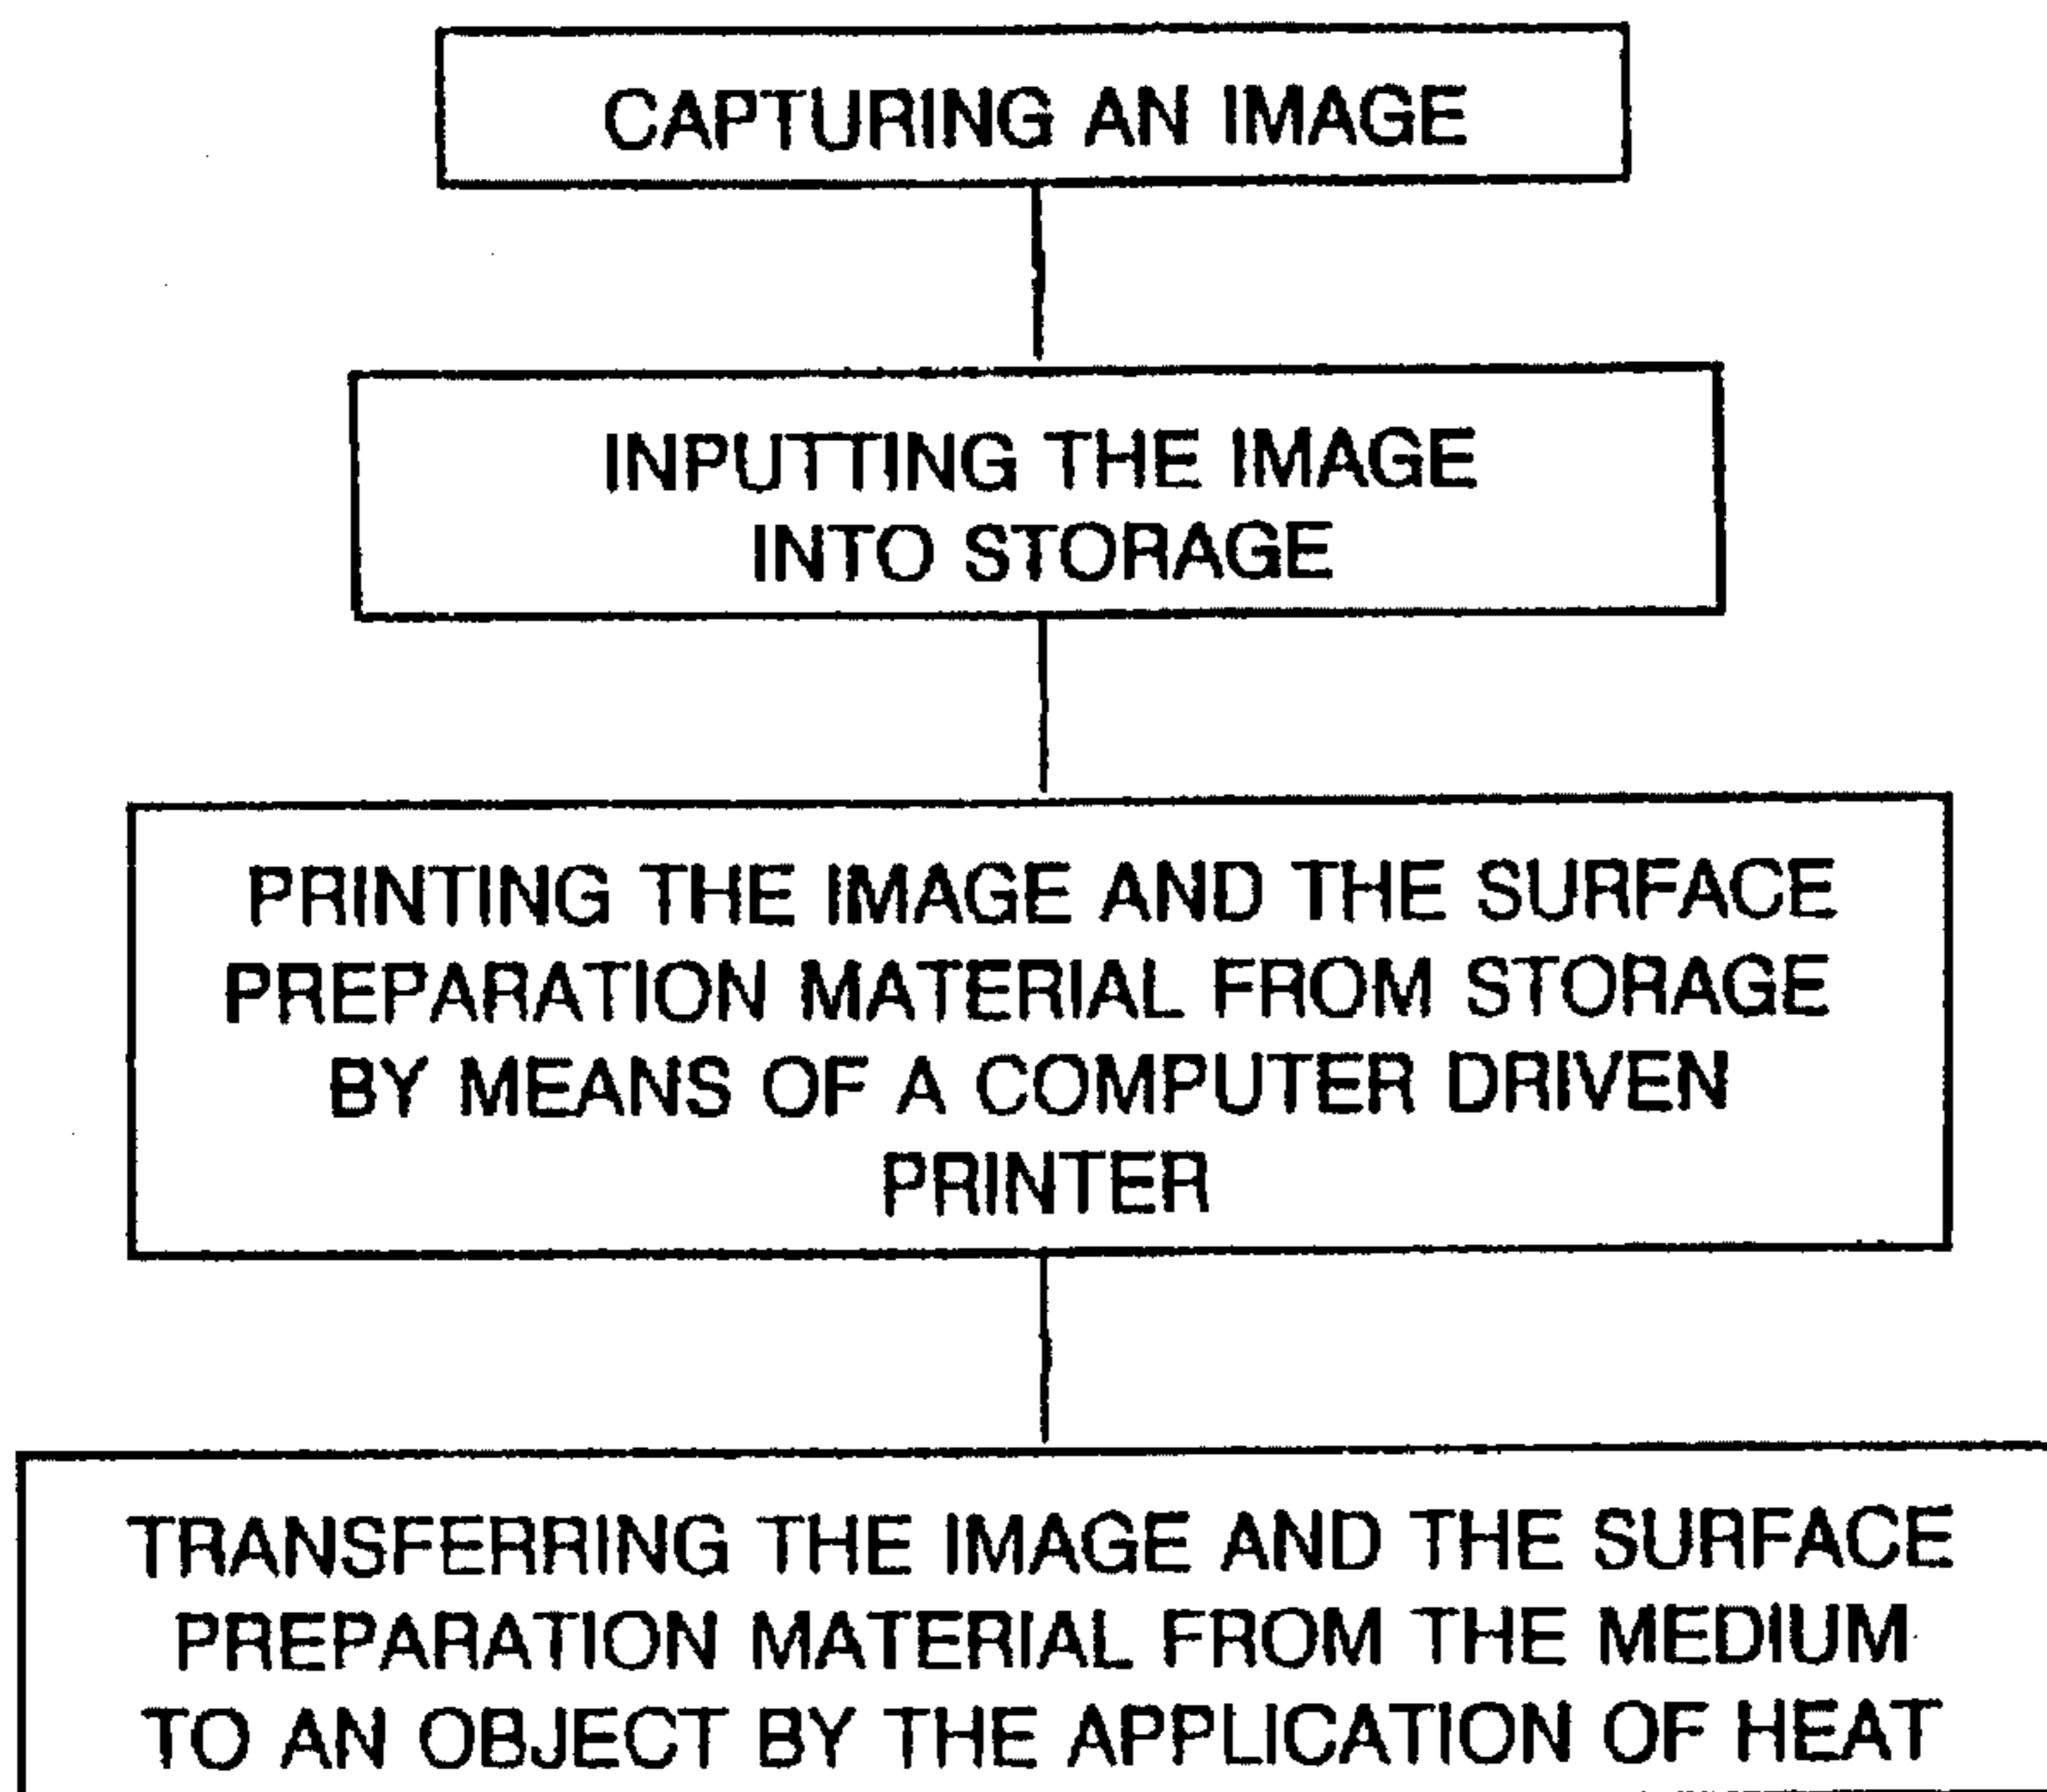 CAPTURING AN IMAGE
INPUTTING THE IMAGE
INTO STORAGE
PRINTING THE IMAGE AND THE SURFACE
PREPARATION MATERIAL FROM STORAGE
BY MEANS OF A COMPUTER DRIVEN
PRINTER
TRANSFERRING THE IMAGE AND THE SURFACE
PREPARATION MATERIAL FROM THE MEDIUM
TO AN OBJECT BY THE APPLICATION OF HEAT